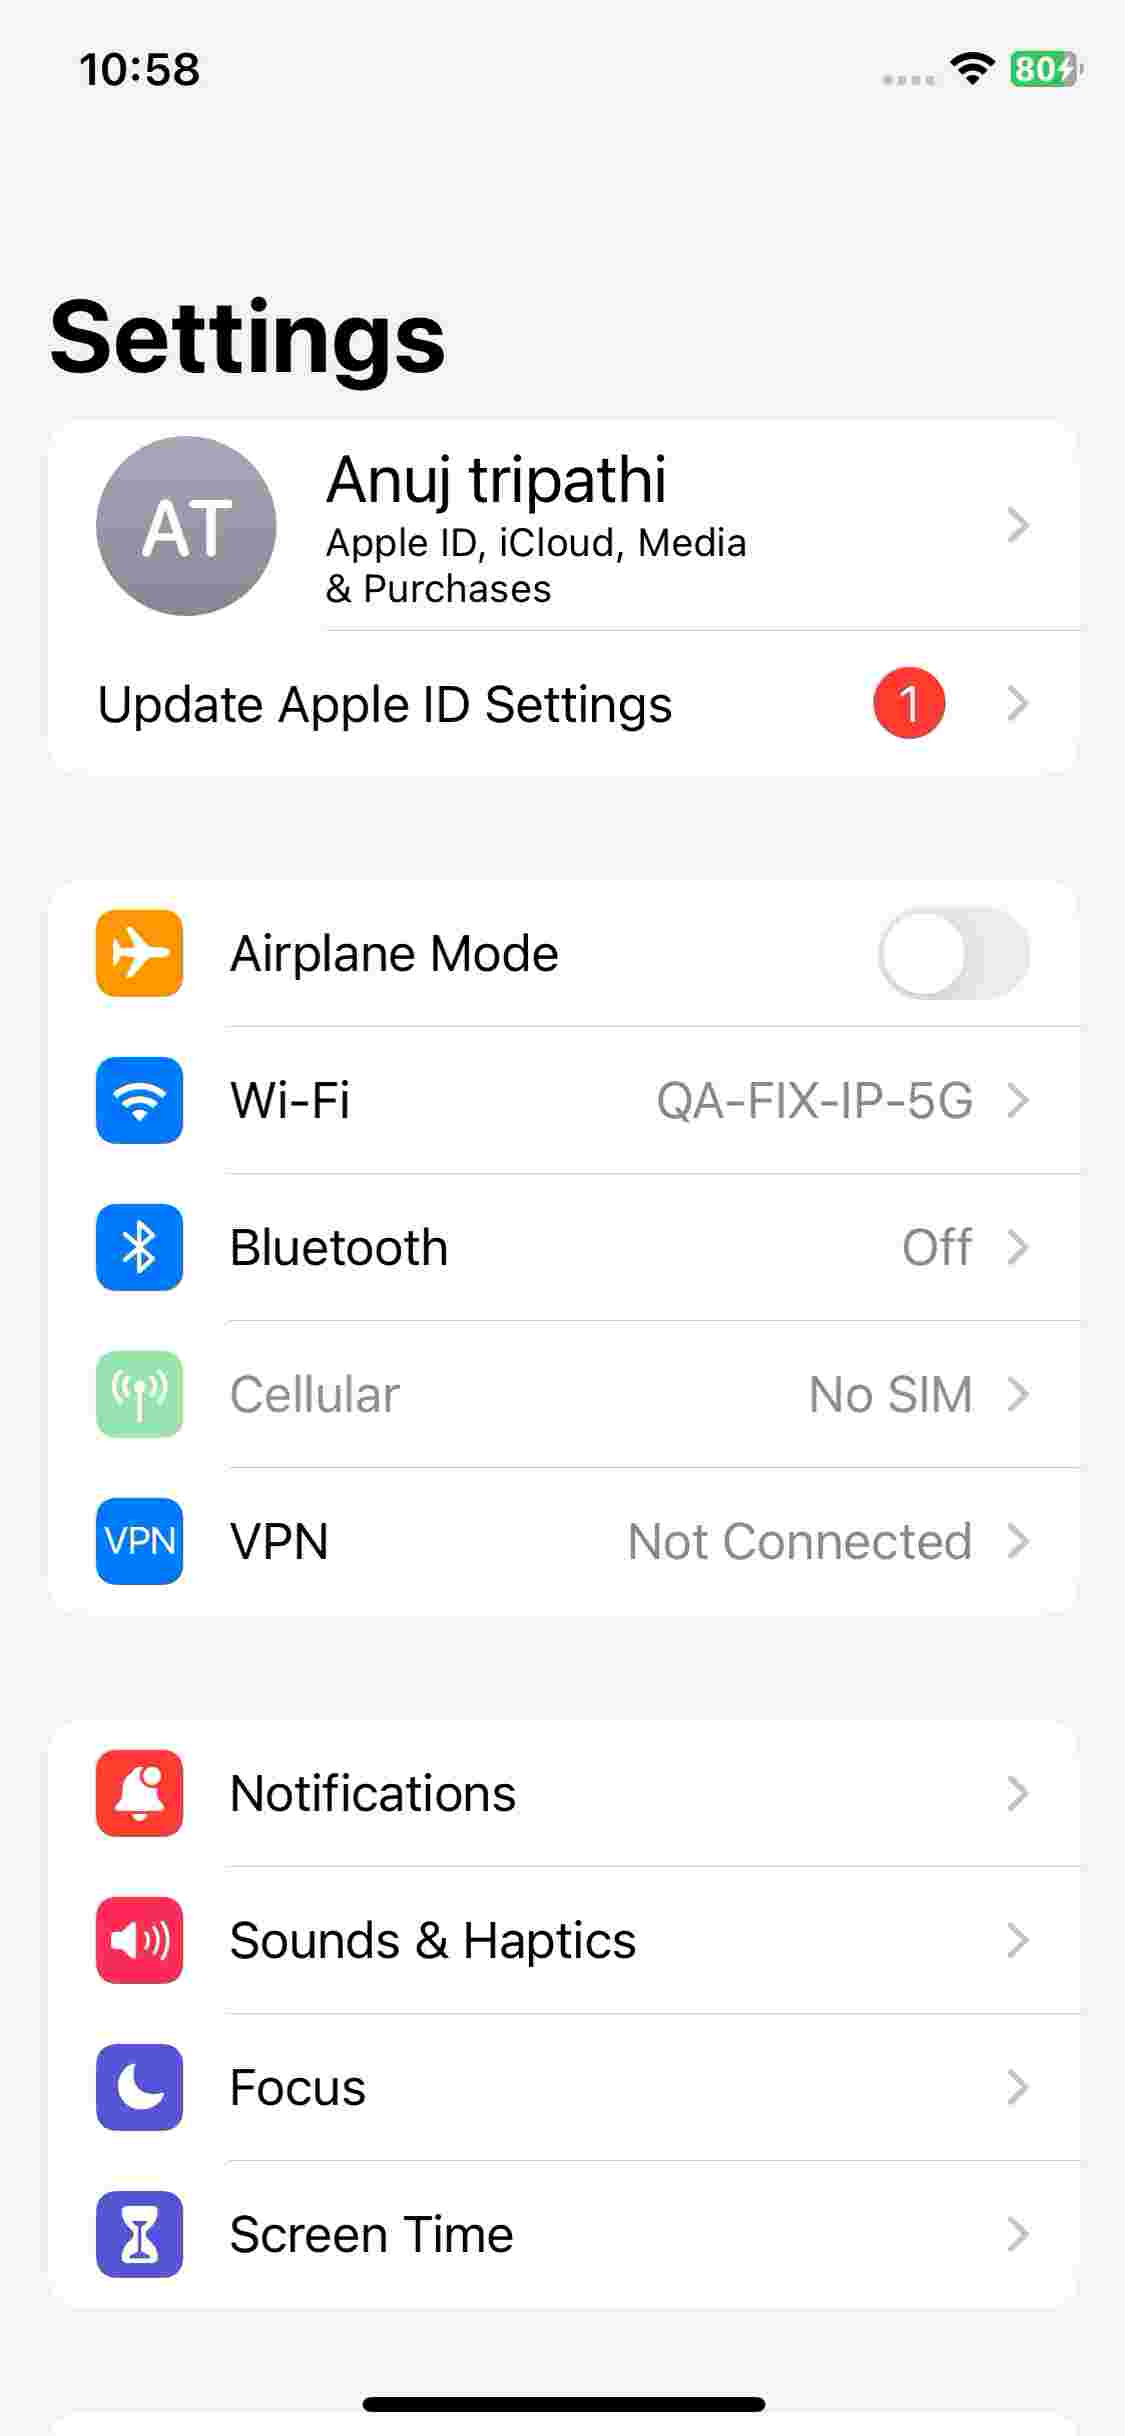 10:58
80
Settings
AT
Anuj tripathi
Apple ID, iCloud, Media
& Purchases
Update Apple ID Settings 1
Airplane Mode
Wi-Fi QA-FIX-IP-5G
Bluetooth Off
Cellular No SIM
VPN VPN Not Connected
Notifications
Sounds & Haptics
Focus
Screen Time